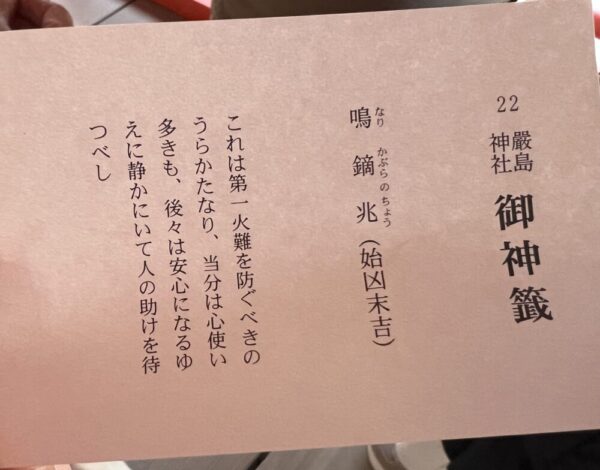 22 嚴島神社 御神籤
鳴鏑兆(始凶末吉)
なり かぶら の ちょう
これは第一火難を防ぐべきの
うらかたなり、当分は心使い
多きも、後々は安心になるゆ
えに静かにいて人の助けを待
つべし